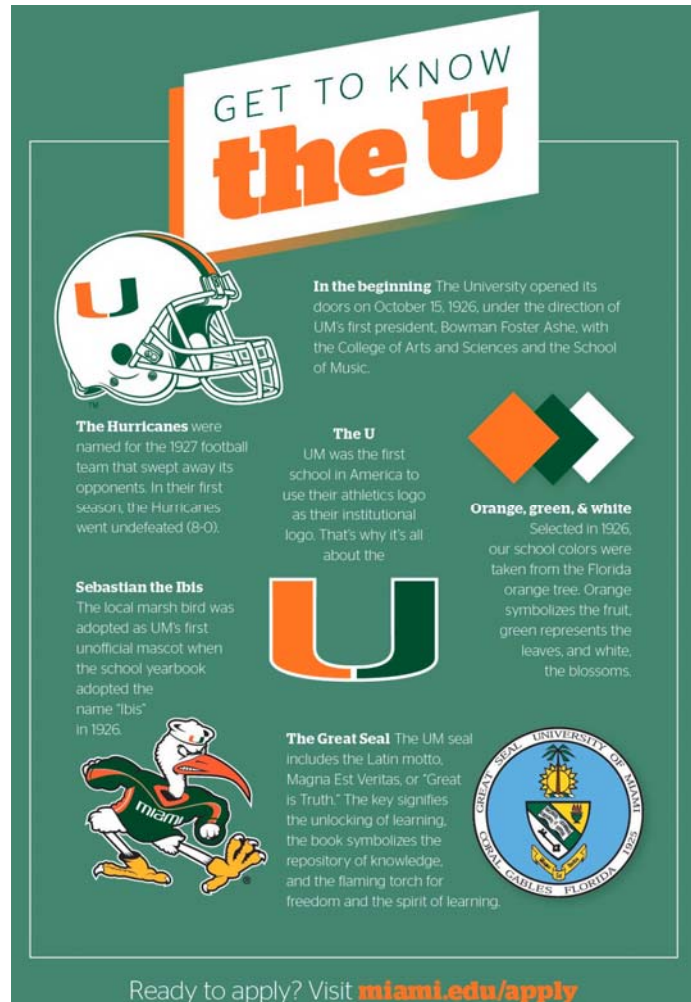 GET TO KNOW
the U
In the beginning The University opened its
doors on October 15, 1926, under the direction of
UM's first president, Bowman Foster Ashe, with
the College of Arts and Sciences and the School
of Music.
U
TM
The Hurricanes were
named for the 1927 football
team that swept away its
opponents. In their first
season, the Hurricanes
went undefeated (8-0).
The U
UM was the first
school in America to
use their athletics logo
as their institutional
logo. That's why it's all
about the
U
Orange, green, & white
Selected in 1926,
our school colors were
taken from the Florida
orange tree. Orange
symbolizes the fruit,
green represents the
leaves, and white,
the blossoms.
Sebastian the Ibis
The local marsh bird was
adopted as UM's first
unofficial mascot when
the school yearbook
adopted the
name "Ibis"
in 1926.
U
miami
®
The Great Seal The UM seal
includes the Latin motto,
Magna Est Veritas, or "Great
is Truth." The key signifies
the unlocking of learning,
the book symbolizes the
repository of knowledge,
and the flaming torch for
freedom and the spirit of learning.
GREAT SEAL UNIVERSITY OF MIAMI
CORAL GABLES FLORIDA 1925
Ready to apply? Visit miami.edu/apply